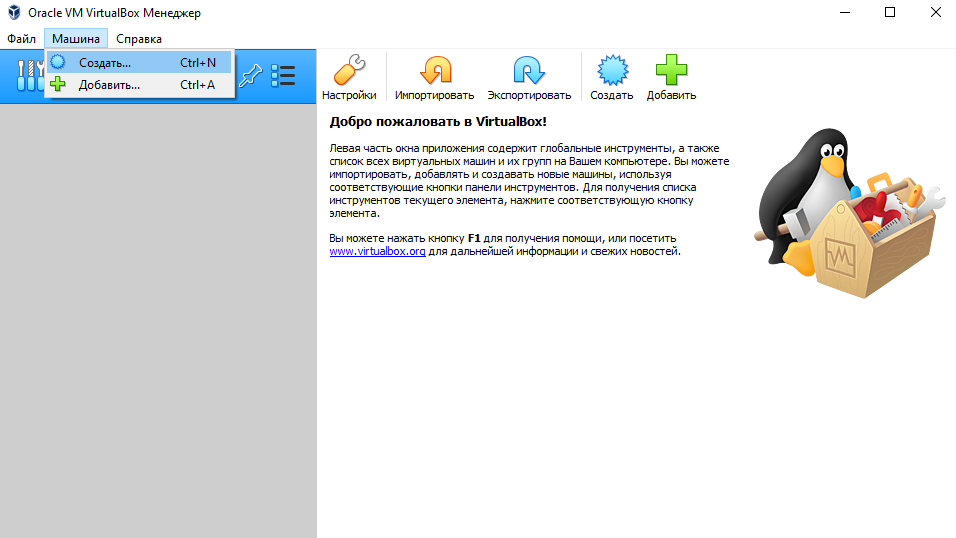 Oracle VM VirtualBox Менеджер
Файл Машина Справка
Создать... Ctrl+N
Добавить... Ctrl+A
Настройки Импортировать Экспортировать Создать Добавить
Добро пожаловать в VirtualBox!
Левая часть окна приложения содержит глобальные инструменты, а также
список всех виртуальных машин и их групп на Вашем компьютере. Вы можете
импортировать, добавлять и создавать новые машины, используя
соответствующие кнопки панели инструментов. Для получения списка
инструментов текущего элемента, нажмите соответствующую кнопку
элемента.
Вы можете нажать кнопку F1 для получения помощи, или посетить
www.virtualbox.org для дальнейшей информации и свежих новостей.